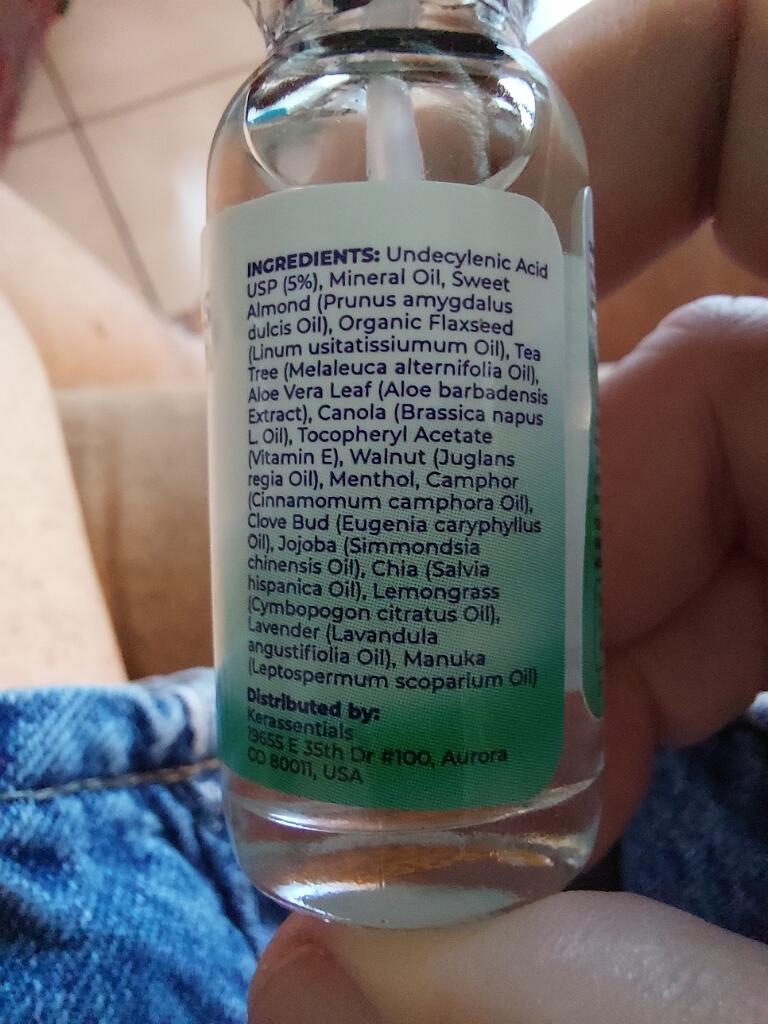 INGREDIENTS: Undecylenic Acid
USP (5%), Mineral Oil, Sweet
Almond (Prunus amygdalus
dulcis Oil), Organic Flaxseed
(Linum usitatissiumum Oil), Tea
Tree (Melaleuca alternifolia Oil),
Aloe Vera Leaf (Aloe barbadensis
Extract), Canola (Brassica napus
L. Oil), Tocopheryl Acetate
(Vitamin E), Walnut (Juglans
regia Oil), Menthol, Camphor
(Cinnamomum camphora Oil),
Clove Bud (Eugenia caryphyllus
Oil), Jojoba (Simmondsia
chinensis Oil), Chia (Salvia
hispanica Oil), Lemongrass
(Cymbopogon citratus Oil),
Lavender (Lavandula
angustifiolia Oil), Manuka
(Leptospermum scoparium Oil)
Distributed by:
Kerassentials
19655 E 35th Dr #100, Aurora
CO 80011, USA